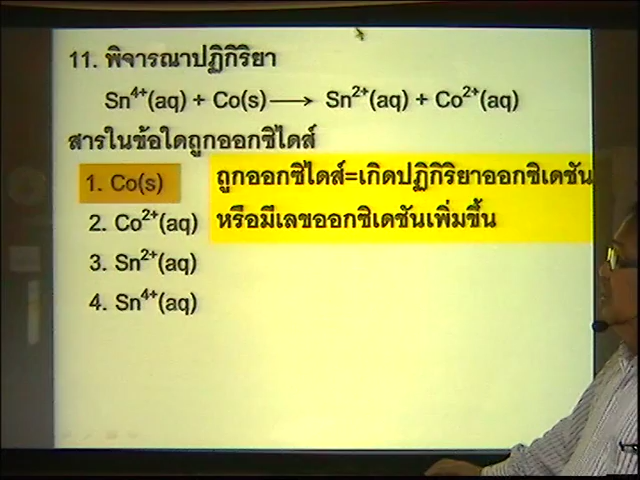 11. พิจารณาปฏิกิริยา
Sn⁴⁺(aq) + Co(s) ⟶ Sn²⁺(aq) + Co²⁺(aq)
สารในข้อใดถูกออกซิไดส์
1. Co(s)
ถูกออกซิไดส์=เกิดปฏิกิริยาออกซิเดชัน
หรือมีเลขออกซิเดชันเพิ่มขึ้น
2. Co²⁺(aq)
3. Sn²⁺(aq)
4. Sn⁴⁺(aq)